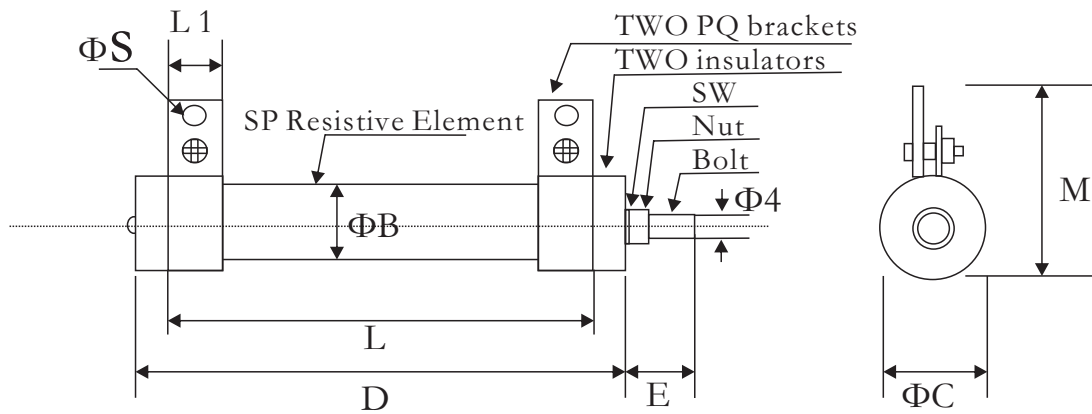 L 1
ΦS
TWO PQ brackets
TWO insulators
SW
SP Resistive Element
Nut
Bolt
Φ4
ΦB
M
L
D
E
ΦC